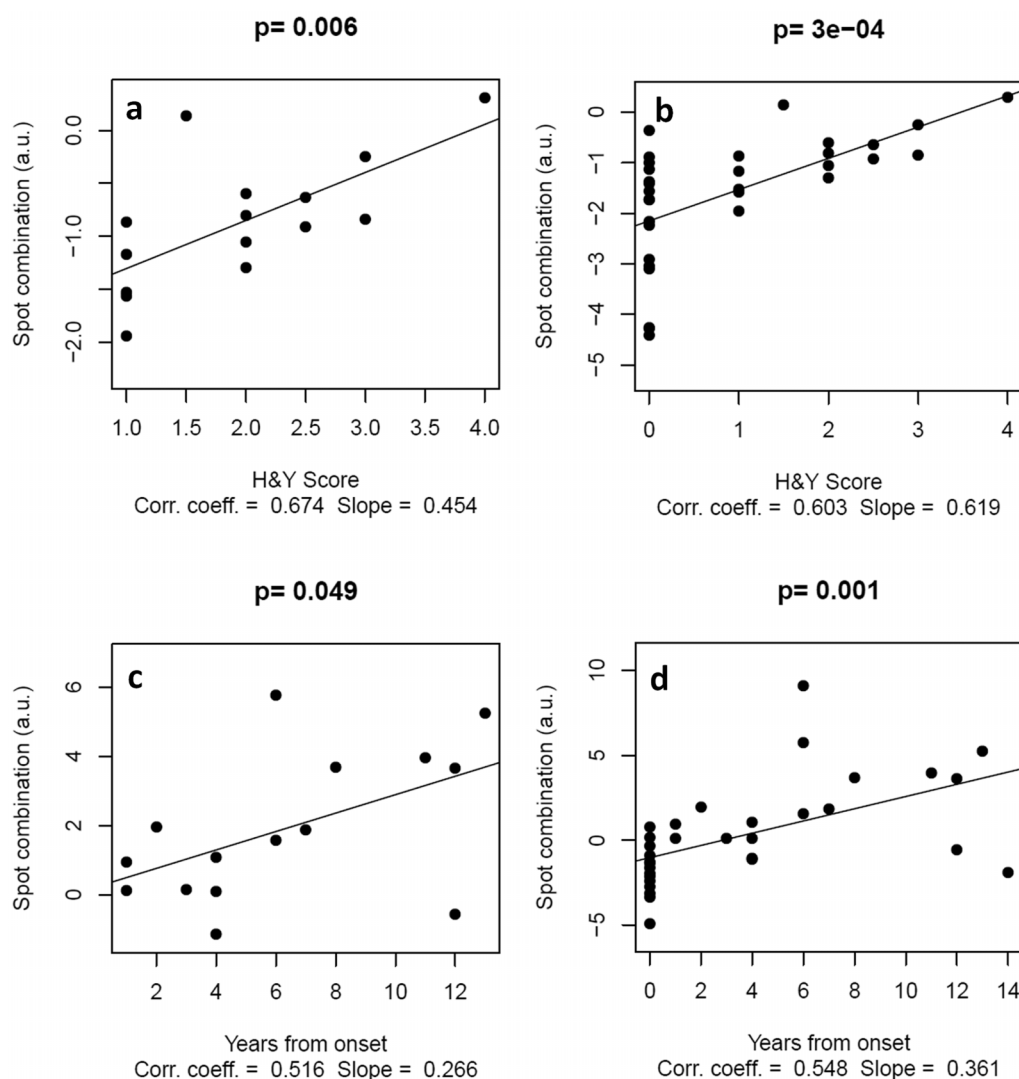 p= 0.006
a
Spot combination (a.u.)
0.0
−1.0
−2.0
1.0 1.5 2.0 2.5 3.0 3.5 4.0
H&Y Score
Corr. coeff. = 0.674 Slope = 0.454
p= 3e−04
b
Spot combination (a.u.)
0
−1
−2
−3
−4
−5
0 1 2 3 4
H&Y Score
Corr. coeff. = 0.603 Slope = 0.619
p= 0.049
c
Spot combination (a.u.)
6
4
2
0
2 4 6 8 10 12
Years from onset
Corr. coeff. = 0.516 Slope = 0.266
p= 0.001
d
Spot combination (a.u.)
10
5
0
−5
0 2 4 6 8 10 12 14
Years from onset
Corr. coeff. = 0.548 Slope = 0.361